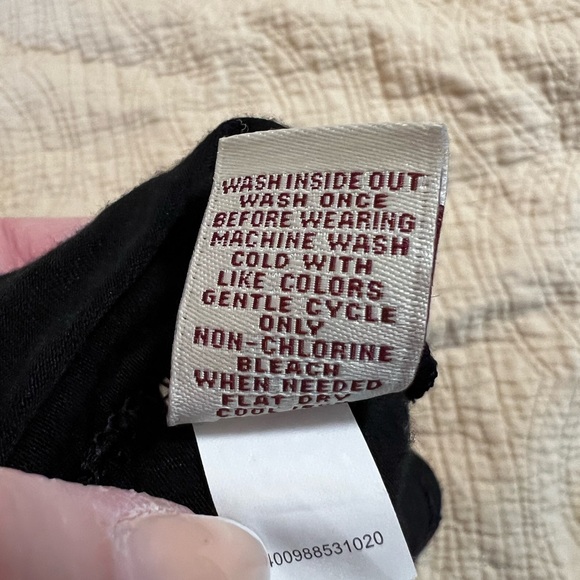 WASH INSIDE OUT
WASH ONCE
BEFORE WEARING
MACHINE WASH
COLD WITH
LIKE COLORS
GENTLE CYCLE
ONLY
NON-CHLORINE
BLEACH
WHEN NEEDED
FLAT DRY
COOL
400988531020